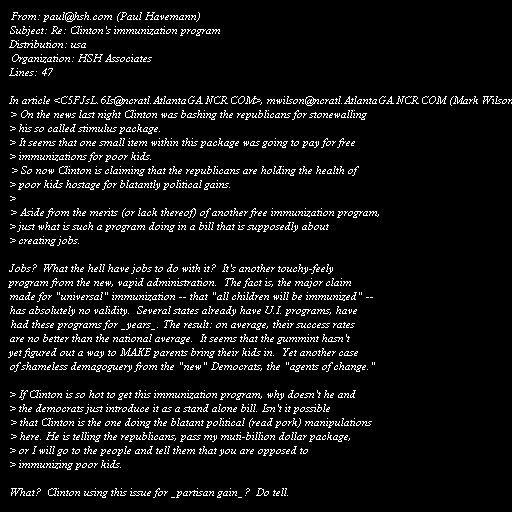 From: paul@hsh.com (Paul Havemann)
Subject: Re: Clinton's immunization program
Distribution: usa
Organization: HSH Associates
Lines: 47

In article <C5FJsL.6Is@ncratl.AtlantaGA.NCR.COM>, mwilson@ncratl.AtlantaGA.NCR.COM (Mark Wilson
> On the news last night Clinton was bashing the republicans for stonewalling
> his so called stimulus package.
> It seems that one small item within this package was going to pay for free
> immunizations for poor kids.
> So now Clinton is claiming that the republicans are holding the health of
> poor kids hostage for blatantly political gains.
>
> Aside from the merits (or lack thereof) of another free immunization program,
> just what is such a program doing in a bill that is supposedly about
> creating jobs.

Jobs?  What the hell have jobs to do with it?  It's another touchy-feely
program from the new, vapid administration.  The fact is, the major claim
made for "universal" immunization -- that "all children will be immunized" --
has absolutely no validity.  Several states already have U.I. programs, have
had these programs for _years_. The result: on average, their success rates
are no better than the national average.  It seems that the gummint hasn't
yet figured out a way to MAKE parents bring their kids in.  Yet another case
of shameless demagoguery from the "new" Democrats, the "agents of change."

> If Clinton is so hot to get this immunization program, why doesn't he and
> the democrats just introduce it as a stand alone bill. Isn't it possible
> that Clinton is the one doing the blatant political (read pork) manipulations
> here. He is telling the republicans, pass my muti-billion dollar package,
> or I will go to the people and tell them that you are opposed to
> immunizing poor kids.

What?  Clinton using this issue for _partisan gain_?  Do tell.